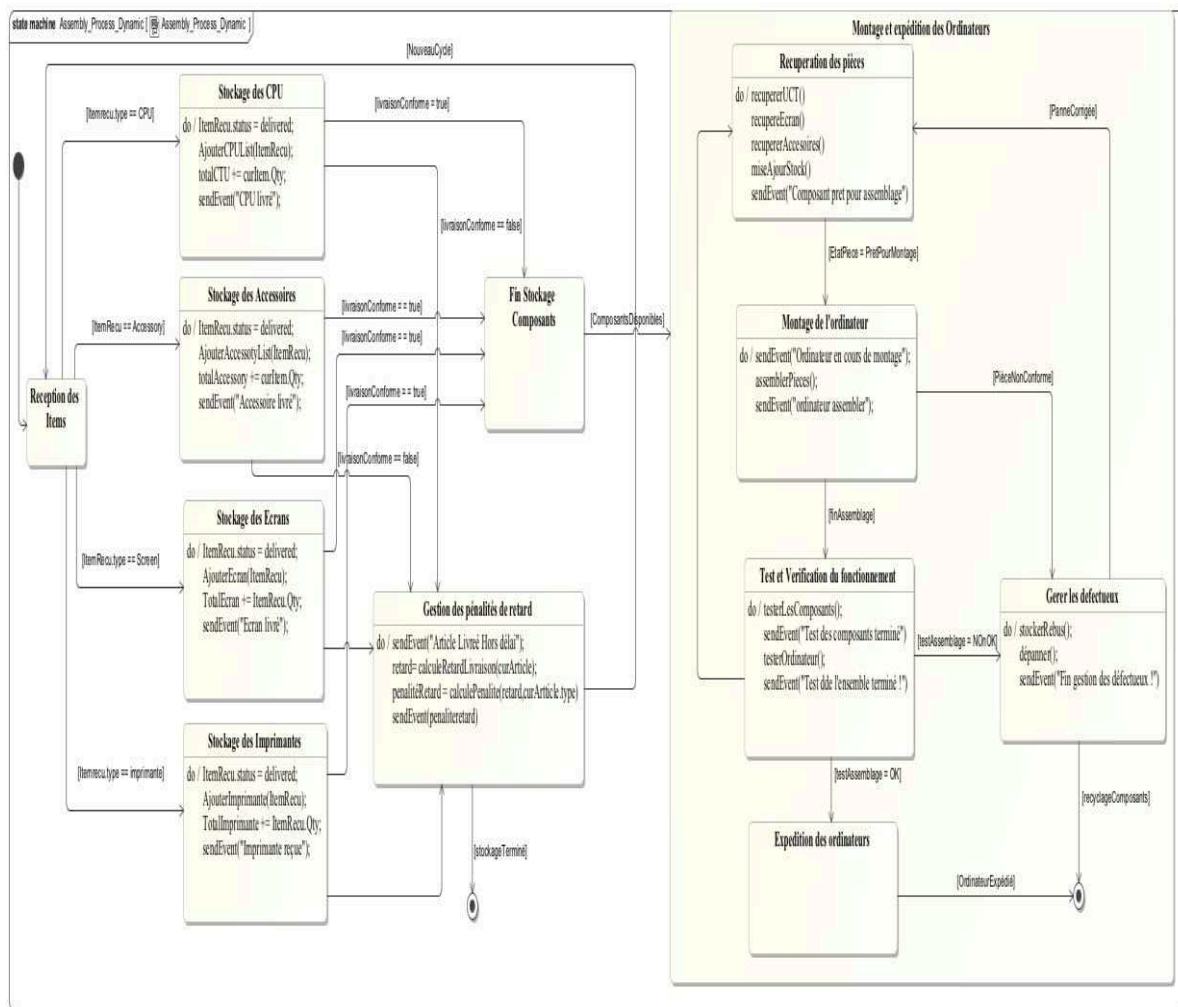 state machine Assembly_Process_Dynamic [ Assembly_Process_Dynamic ]
[NouveauCycle]
Stockage des CPU
do / ItemRecu.status = delivered;
AjouterCPUList(ItemRecu);
totalCTU += curItem.Qty;
sendEvent("CPU livré");
[Itemrecu.type == CPU]
[livraisonConforme = true]
[livraisonConforme == false]
Stockage des Accessoires
do / ItemRecu.status = delivered;
AjouterAccessotyList(ItemRecu);
totalAccessory += curItem.Qty;
sendEvent("Accessoire livré");
[ItemRecu == Accessory]
[livraisonConforme = = true]
[livraisonConforme = = true]
[livraisonConforme = = true]
[livraisonConforme == false]
Fin Stockage
Composants
[ComposantsDisponibles]
Reception des
Items
Stockage des Ecrans
do / ItemRecu.status = delivered;
AjouterEcran(ItemRecu);
TotalEcran += ItemRecu.Qty;
sendEvent("Ecran livré");
[ItemRecu.type == Screen]
Gestion des pénalités de retard
do / sendEvent("Article Livreé Hors délai");
retard= calculeRetardLivraison(curArticle);
penalitéRetard = calculePenalite(retard,curArticle.type)
sendEvent(penaliteretard)
Stockage des Imprimantes
do / ItemRecu.status = delivered;
AjouterImprimante(ItemRecu);
TotalImprimante += ItemRecu.Qty;
sendEvent("Imprimante reçue");
[Itemrecu.type == imprimante]
[stockageTerminé]
Montage et expédition des Ordinateurs
Recuperation des pièces
do / recupererUCT()
recupereEcran()
recupererAccesoires()
miseAjourStock()
sendEvent("Composant pret pour assemblage")
[PanneCorrigée]
[EtatPiece = PretPourMontage]
Montage de l'ordinateur
do / sendEvent("Ordinateur en cours de montage");
assemblerPieces();
sendEvent("ordinateur assembler");
[PièceNonConforme]
[finAssemblage]
Test et Verification du fonctionnement
do / testerLesComposants();
sendEvent("Test des composants terminé")
testerOrdinateur();
sendEvent("Test dde l'ensemble terminé !")
[testAssemblage = NOnOK]
Gerer les defectueux
do / stockerRebus();
dépanner();
sendEvent("Fin gestion des défectueux !")
[testAssemblage = OK]
[recyclageComposants]
Expedition des ordinateurs
[OrdinateurExpédié]